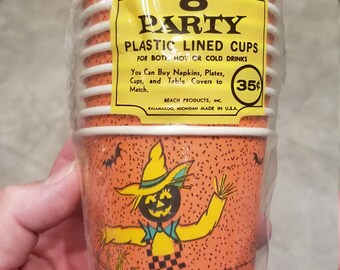 8
PARTY
PLASTIC LINED CUPS
FOR BOTH HOT OR COLD DRINKS
You Can Buy Napkins, Plates,
Cups, and Table Covers to
Match.
35¢
BEACH PRODUCTS, INC.
KALAMAZOO, MICHIGAN MADE IN U.S.A.